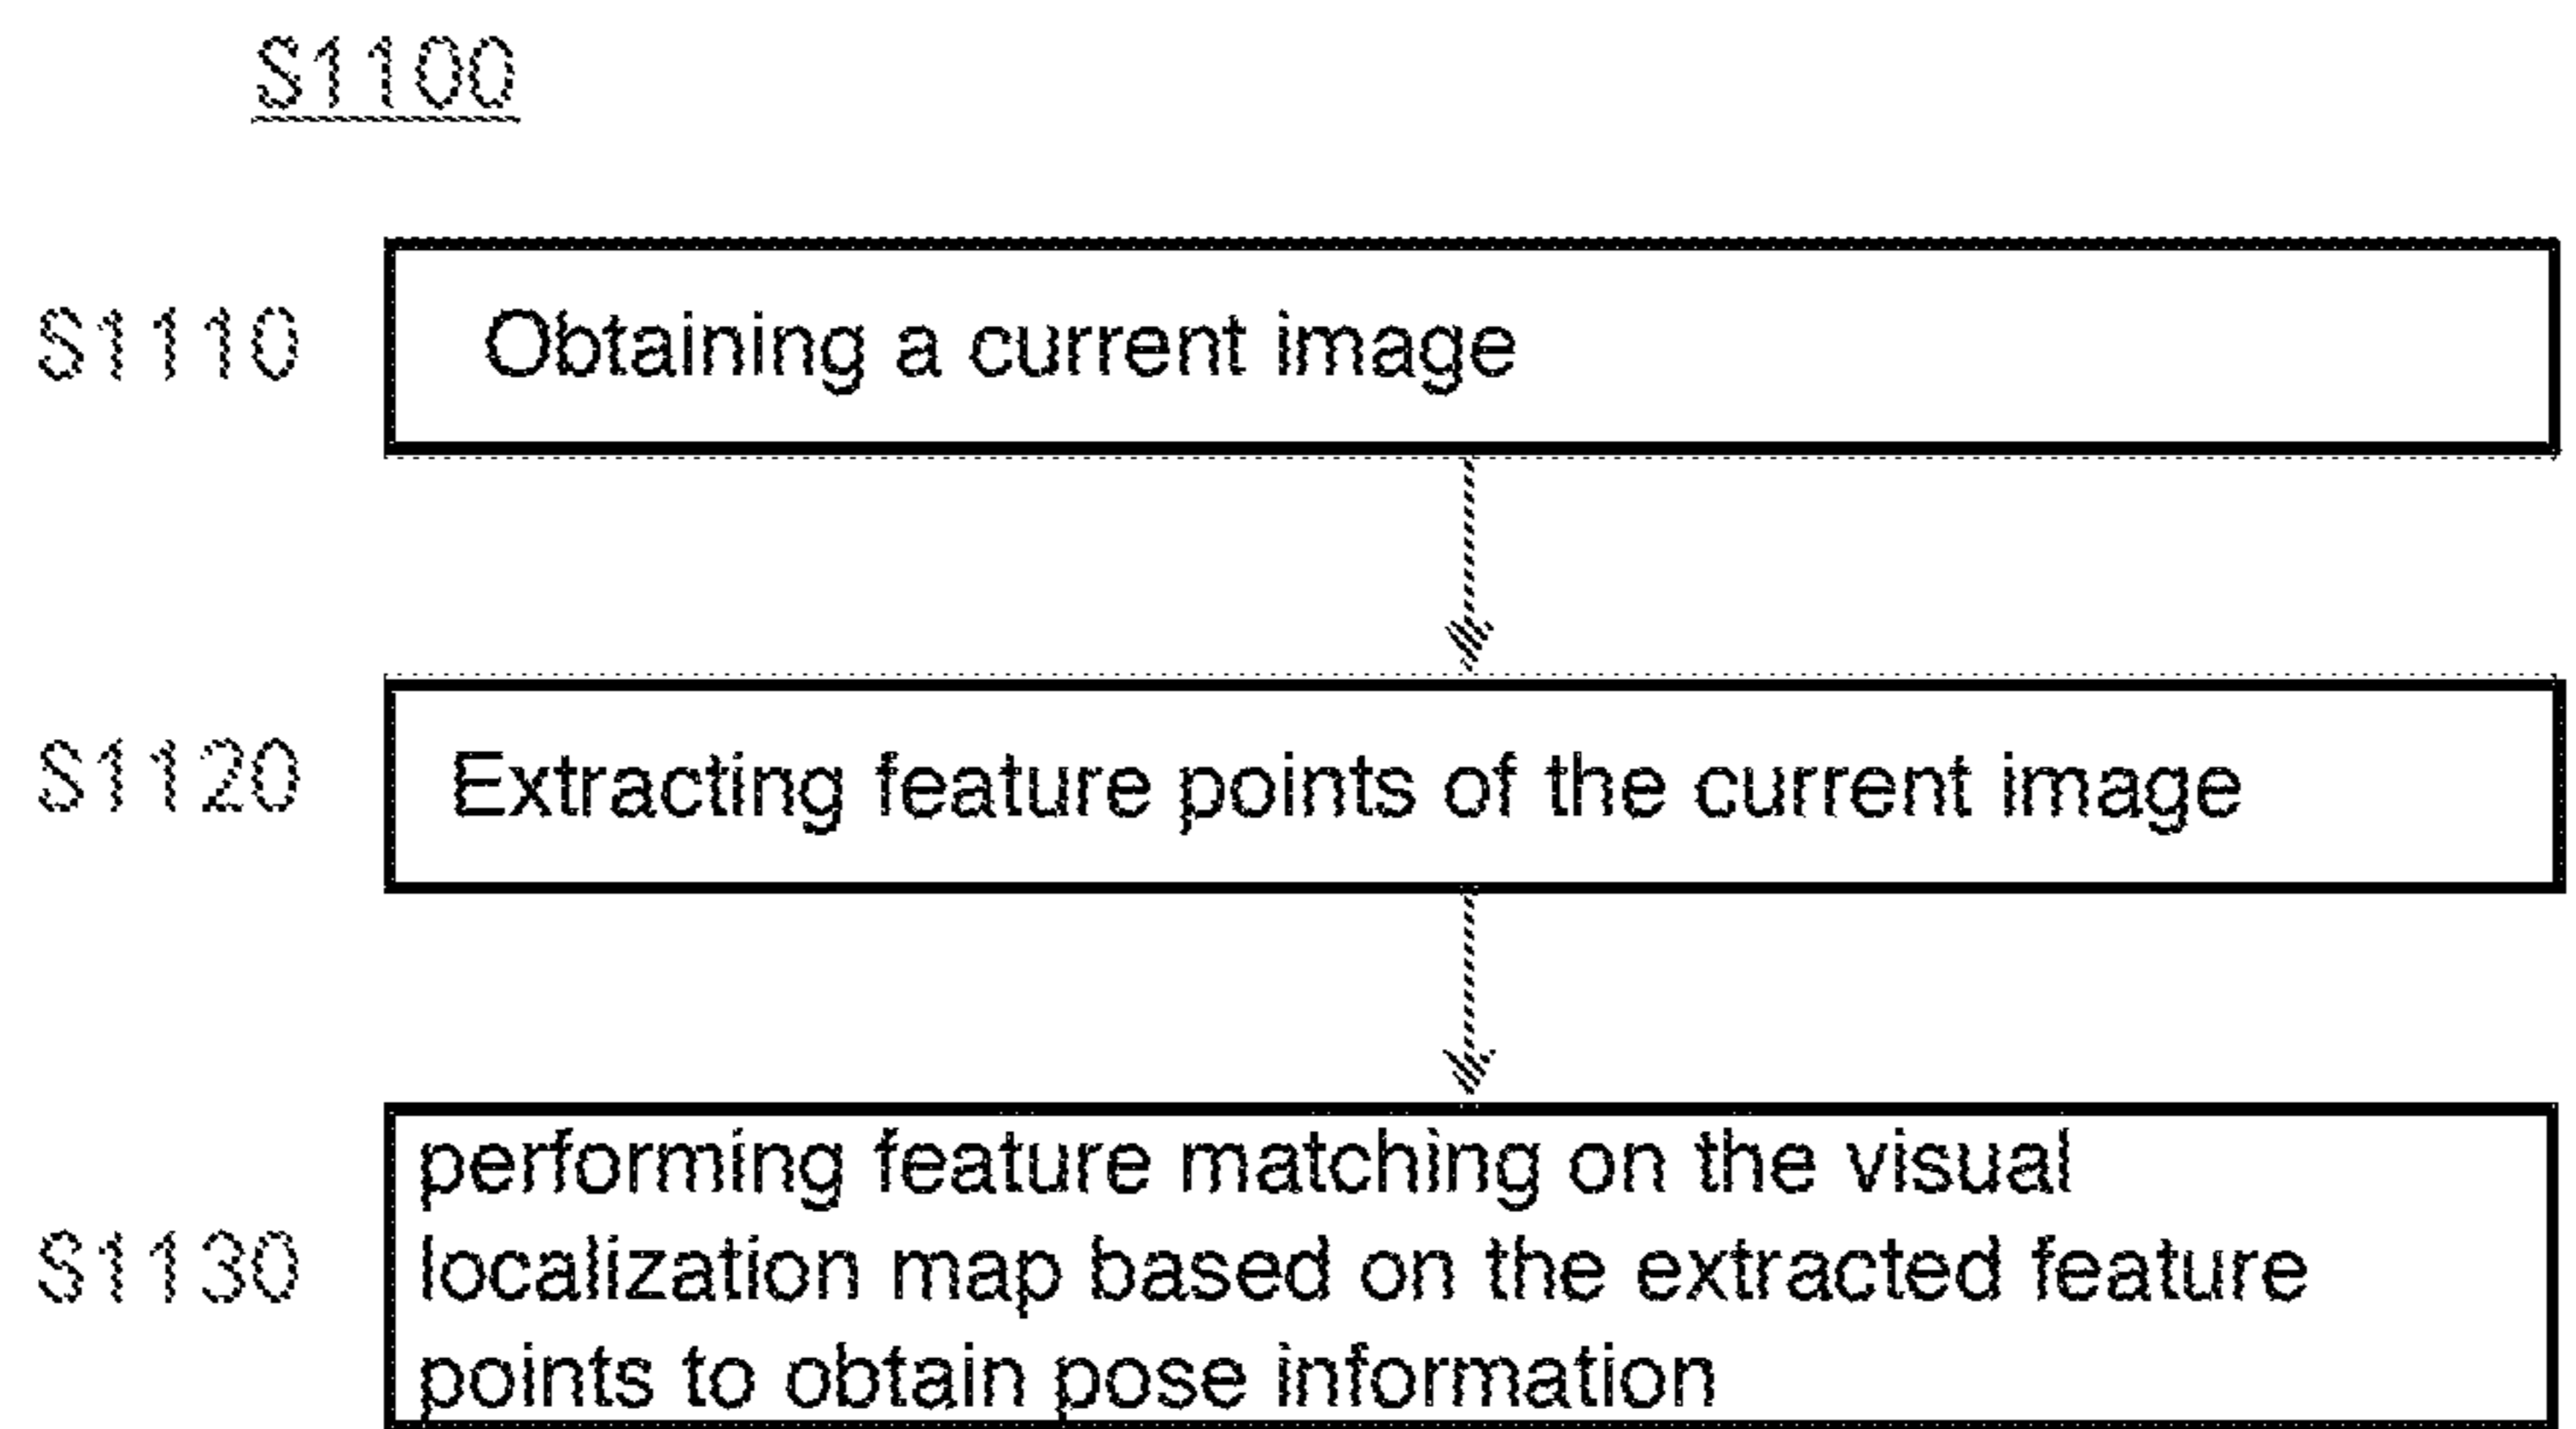 S1100
S1110
Obtaining a current image
S1120
Extracting feature points of the current image
S1130
performing feature matching on the visual
localization map based on the extracted feature
points to obtain pose information